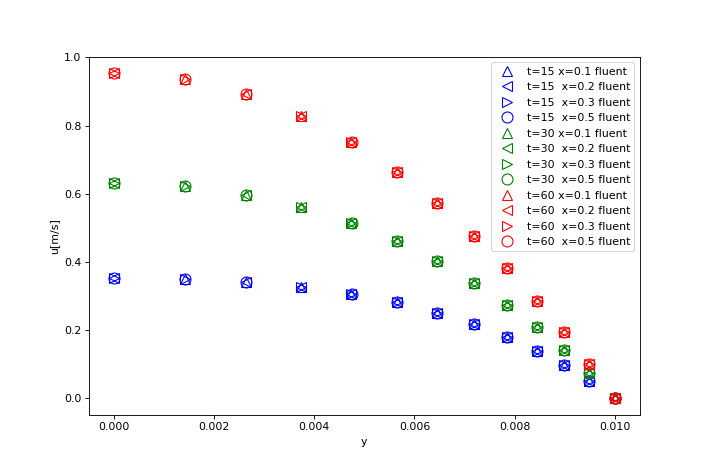 1.0
0.8
0.6
0.4
0.2
0.0
u[m/s]
0.000 0.002 0.004 0.006 0.008 0.010
y
t=15 x=0.1 fluent
t=15  x=0.2 fluent
t=15  x=0.3 fluent
t=15  x=0.5 fluent
t=30 x=0.1 fluent
t=30  x=0.2 fluent
t=30  x=0.3 fluent
t=30  x=0.5 fluent
t=60 x=0.1 fluent
t=60  x=0.2 fluent
t=60  x=0.3 fluent
t=60  x=0.5 fluent